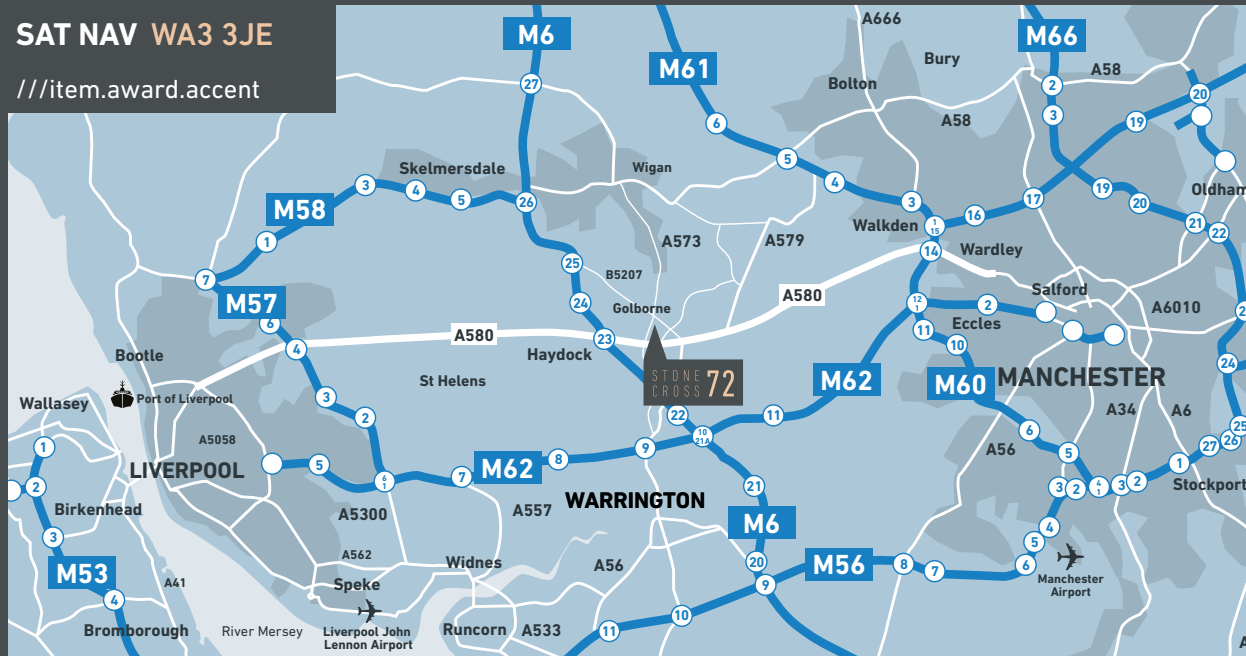 SAT NAV WA3 3JE
///item.award.accent
M6
M61
A666
M66
Bury
Bolton
A58
27
2
20
6
3
19
A58
Skelmersdale
Wigan
5
3
4
5
4
26
M58
3
16
17
19
20
Oldham
Walkden
1
15
21
22
1
A573
A579
14
Wardley
25
B5207
7
M57
24
Golborne
A580
12
1
2
Salford
A6010
6
11
Eccles
A580
23
4
10
Bootle
Haydock
24
STONE
CROSS 72
St Helens
M62
M60
MANCHESTER
Port of Liverpool
3
Wallasey
2
22
11
A34
A6
A5058
10
21A
6
25
26
1
9
5
27
A56
LIVERPOOL
5
8
M62
7
6
1
1
Stockport
2
21
3
2
4
1
3
2
WARRINGTON
Birkenhead
A5300
A557
M6
4
3
5
A562
20
M56
8
7
6
Widnes
A56
M53
A41
Speke
9
Manchester
Airport
4
10
Bromborough
River Mersey
Liverpool John
Lennon Airport
Runcorn
A533
11